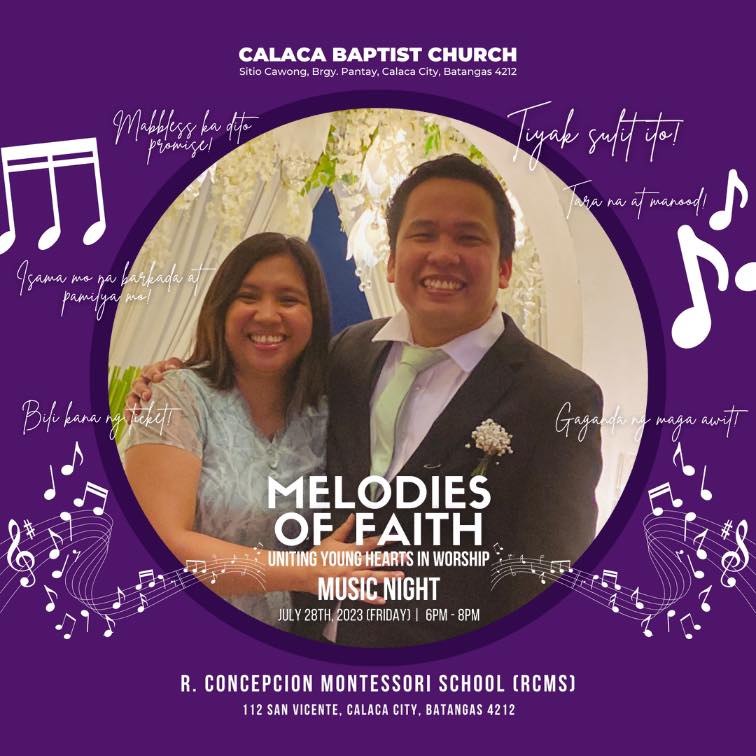 CALACA BAPTIST CHURCH
Sitio Cawong, Brgy. Pantay, Calaca City, Batangas 4212
Mabbless ka dito
promise!
Tiyak sulit ito!
Tara na at manood!
Isama mo na barkada at
pamilya mo!
Bili kana ng ticket!
Gaganda ng maga awit!
MELODIES
OF FAITH
UNITING YOUNG HEARTS IN WORSHIP
MUSIC NIGHT
JULY 28TH, 2023 (FRIDAY) | 6PM - 8PM
R. CONCEPCION MONTESSORI SCHOOL (RCMS)
112 SAN VICENTE, CALACA CITY, BATANGAS 4212